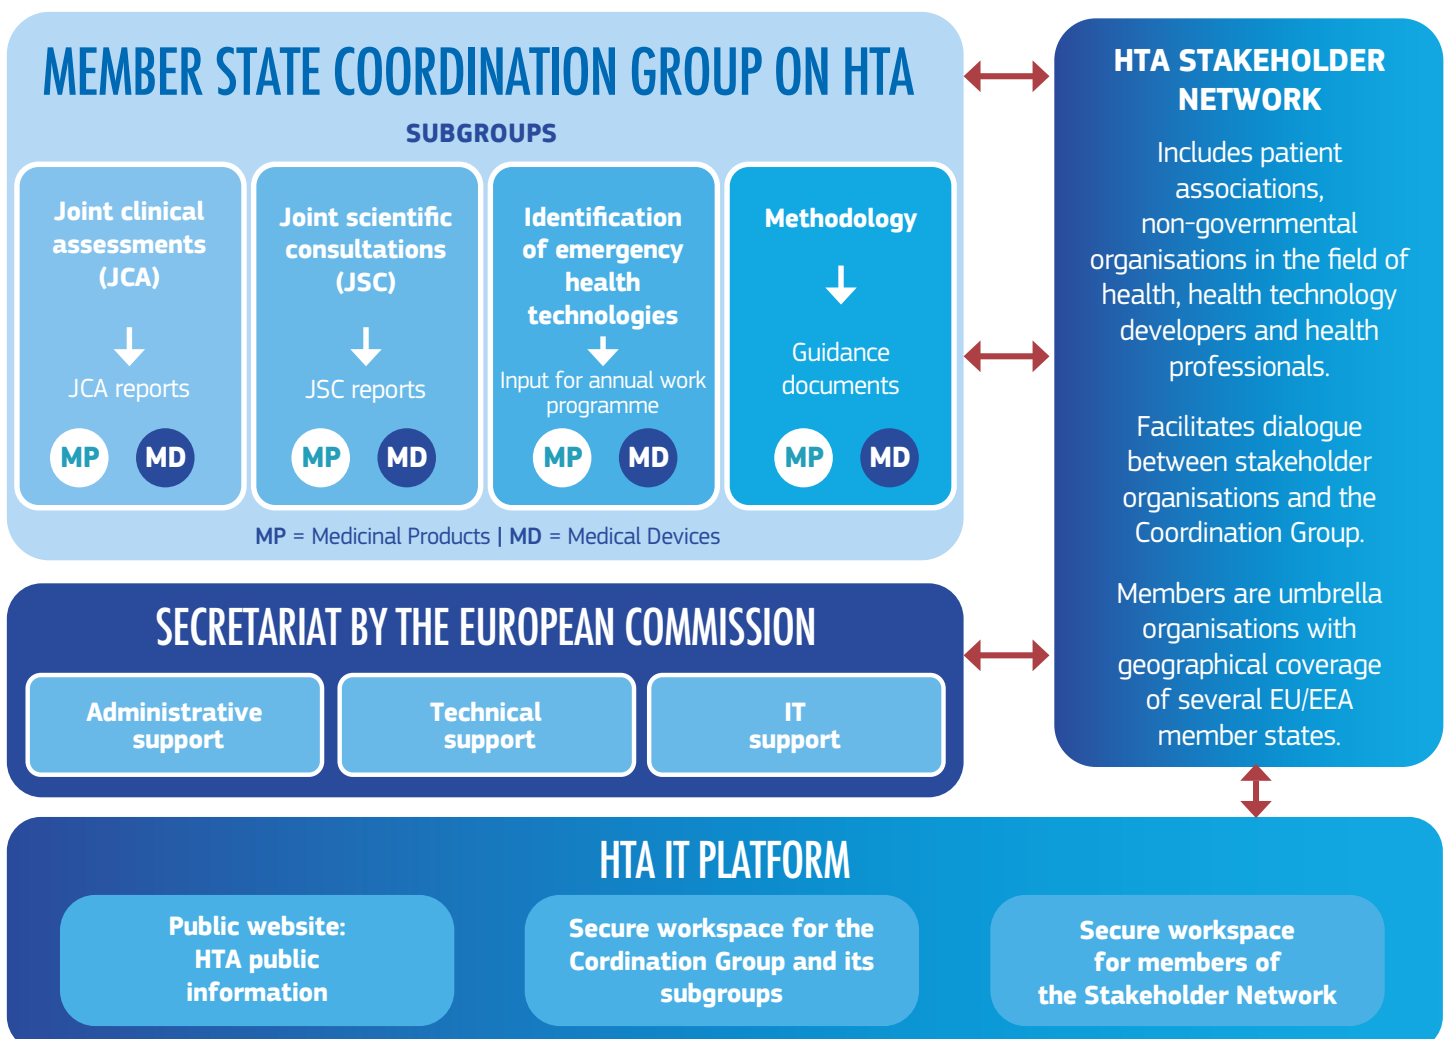 MEMBER STATE COORDINATION GROUP ON HTA
SUBGROUPS
Joint clinical
assessments
(JCA)
JCA reports
MP
MD
Joint scientific
consultations
(JSC)
JSC reports
MP
MD
Identification
of emergency
health
technologies
Input for annual work
programme
MP
MD
Methodology
Guidance
documents
MP
MD
MP = Medicinal Products | MD = Medical Devices
HTA STAKEHOLDER
NETWORK
Includes patient
associations,
non-governmental
organisations in the field of
health, health technology
developers and health
professionals.
Facilitates dialogue
between stakeholder
organisations and the
Coordination Group.
Members are umbrella
organisations with
geographical coverage
of several EU/EEA
member states.
SECRETARIAT BY THE EUROPEAN COMMISSION
Administrative
support
Technical
support
IT
support
HTA IT PLATFORM
Public website:
HTA public
information
Secure workspace for the
Cordination Group and its
subgroups
Secure workspace
for members of
the Stakeholder Network